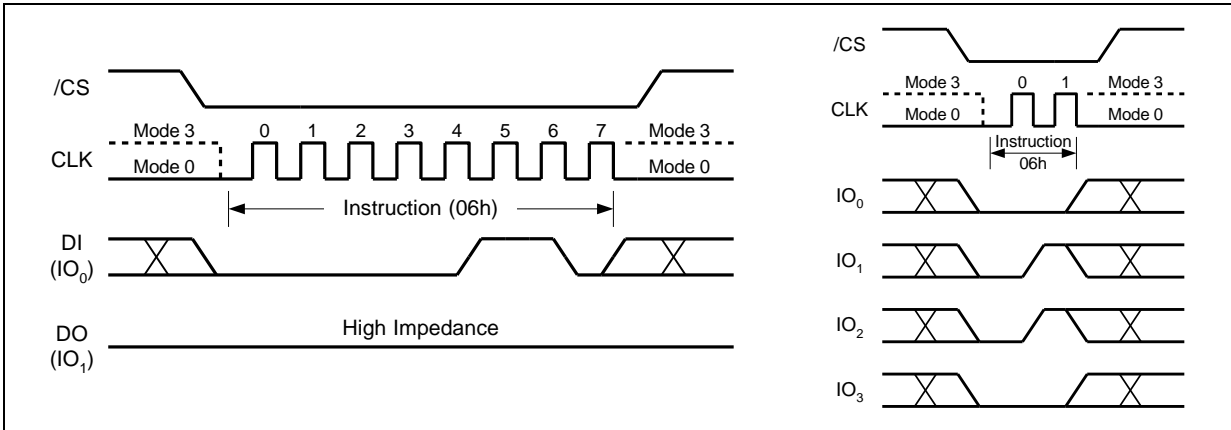 /CS
Mode 3 0 1 2 3 4 5 6 7 Mode 3
CLK
Mode 0 Mode 0
Instruction (06h)
DI
(IO0)
High Impedance
DO
(IO1)
/CS
Mode 3 0 1 Mode 3
CLK
Mode 0 Mode 0
Instruction
06h
IO0
IO1
IO2
IO3